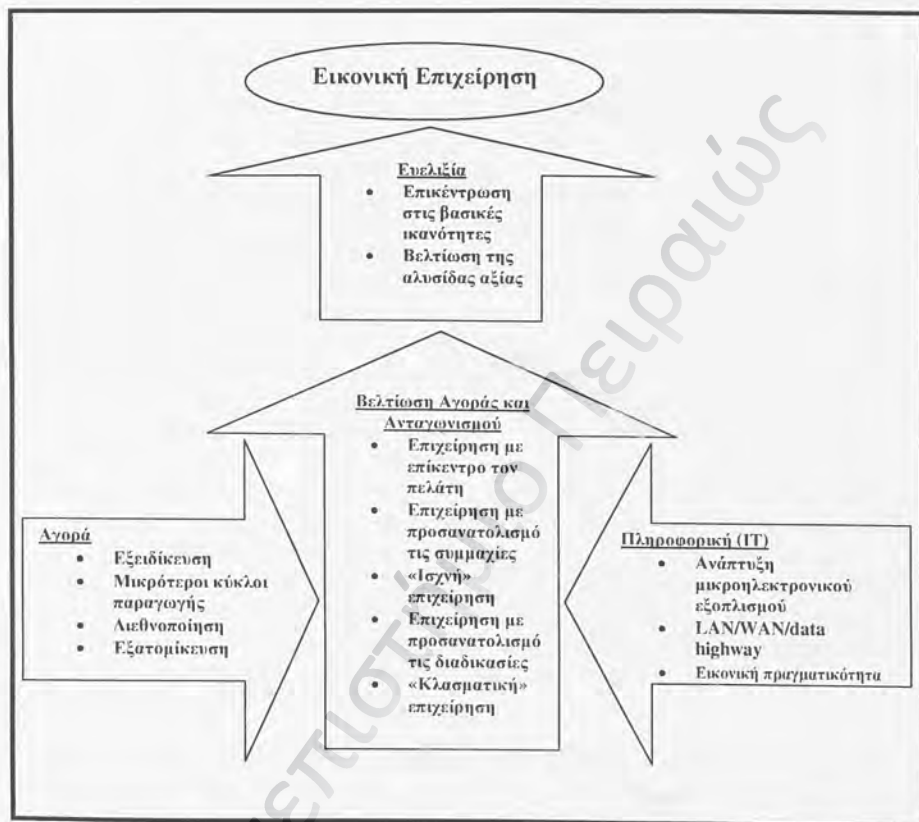 Εικονική Επιχείρηση
Ευελιξία
• Επικέντρωση
στις βασικές
ικανότητες
• Βελτίωση της
αλυσίδας αξίας
Βελτίωση Αγοράς και
Ανταγωνισμού
• Επιχείρηση με
επίκεντρο τον
πελάτη
• Επιχείρηση με
προσανατολισμό
τις συμμαχίες
• «Ισχνή»
επιχείρηση
• Επιχείρηση με
προσανατολισμό
τις διαδικασίες
• «Κλασματική»
επιχείρηση
Αγορά
• Εξειδίκευση
• Μικρότεροι κύκλοι
παραγωγής
• Διεθνοποίηση
• Εξατομίκευση
Πληροφορική (IT)
• Ανάπτυξη
μικροηλεκτρονικού
εξοπλισμού
• LAN/WAN/data
highway
• Εικονική πραγματικότητα
Πειραιώς